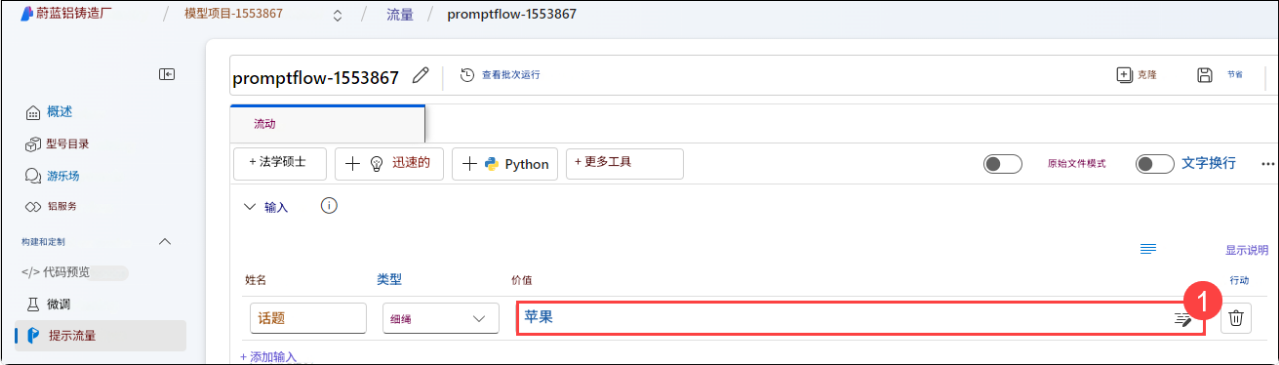 蔚蓝铝铸造厂 / 模型项目-1553867 / 流量 / promptflow-1553867
promptflow-1553867 查看批次运行 克隆 节省
概述
流动
型号目录
+ 法学硕士 + 迅速的 + Python + 更多工具 原始文件模式 文字换行 ...
游乐场
铝服务
输入
构建和定制
显示说明
</> 代码预览
姓名 类型 价值 行动
微调
话题 细绳 苹果 1
提示流量
+ 添加输入